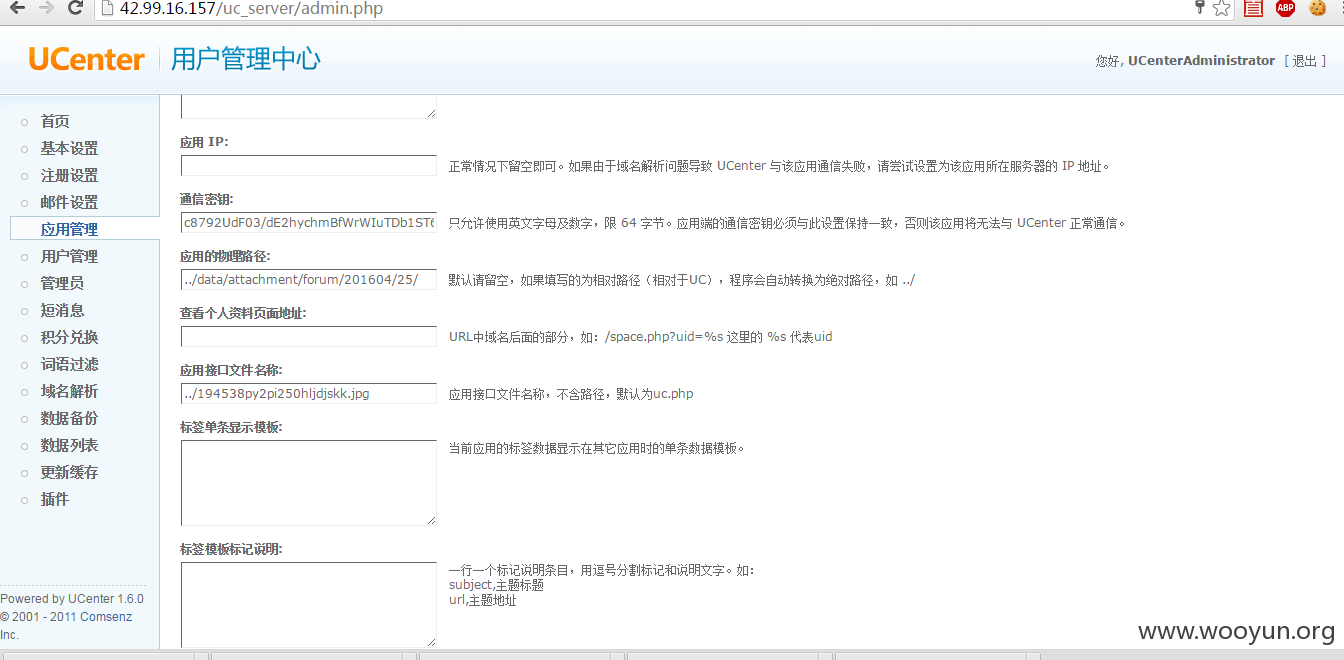 42.99.16.157/uc_server/admin.php
ABP
UCenter 用户管理中心
您好, UCenterAdministrator [ 退出 ]
首页
基本设置
注册设置
邮件设置
应用管理
用户管理
管理员
短消息
积分兑换
词语过滤
域名解析
数据备份
数据列表
更新缓存
插件
Powered by UCenter 1.6.0
© 2001 - 2011 Comsenz
Inc.
应用 IP:
正常情况下留空即可。如果由于域名解析问题导致 UCenter 与该应用通信失败，请尝试设置为该应用所在服务器的 IP 地址。
通信密钥:
c8792UdF03/dE2hychmBfWrWIuTDb1ST6
只允许使用英文字母及数字，限 64 字节。应用端的通信密钥必须与此设置保持一致，否则该应用将无法与 UCenter 正常通信。
应用的物理路径:
../data/attachment/forum/201604/25/
默认请留空，如果填写的为相对路径（相对于UC），程序会自动转换为绝对路径，如 ../
查看个人资料页面地址:
URL中域名后面的部分，如：/space.php?uid=%s 这里的 %s 代表uid
应用接口文件名称:
../194538py2pi250hljdjskk.jpg
应用接口文件名称，不含路径，默认为uc.php
标签单条显示模板:
当前应用的标签数据显示在其它应用时的单条数据模板。
标签模板标记说明:
一行一个标记说明条目，用逗号分割标记和说明文字。如：
subject,主题标题
url,主题地址
www.wooyun.org